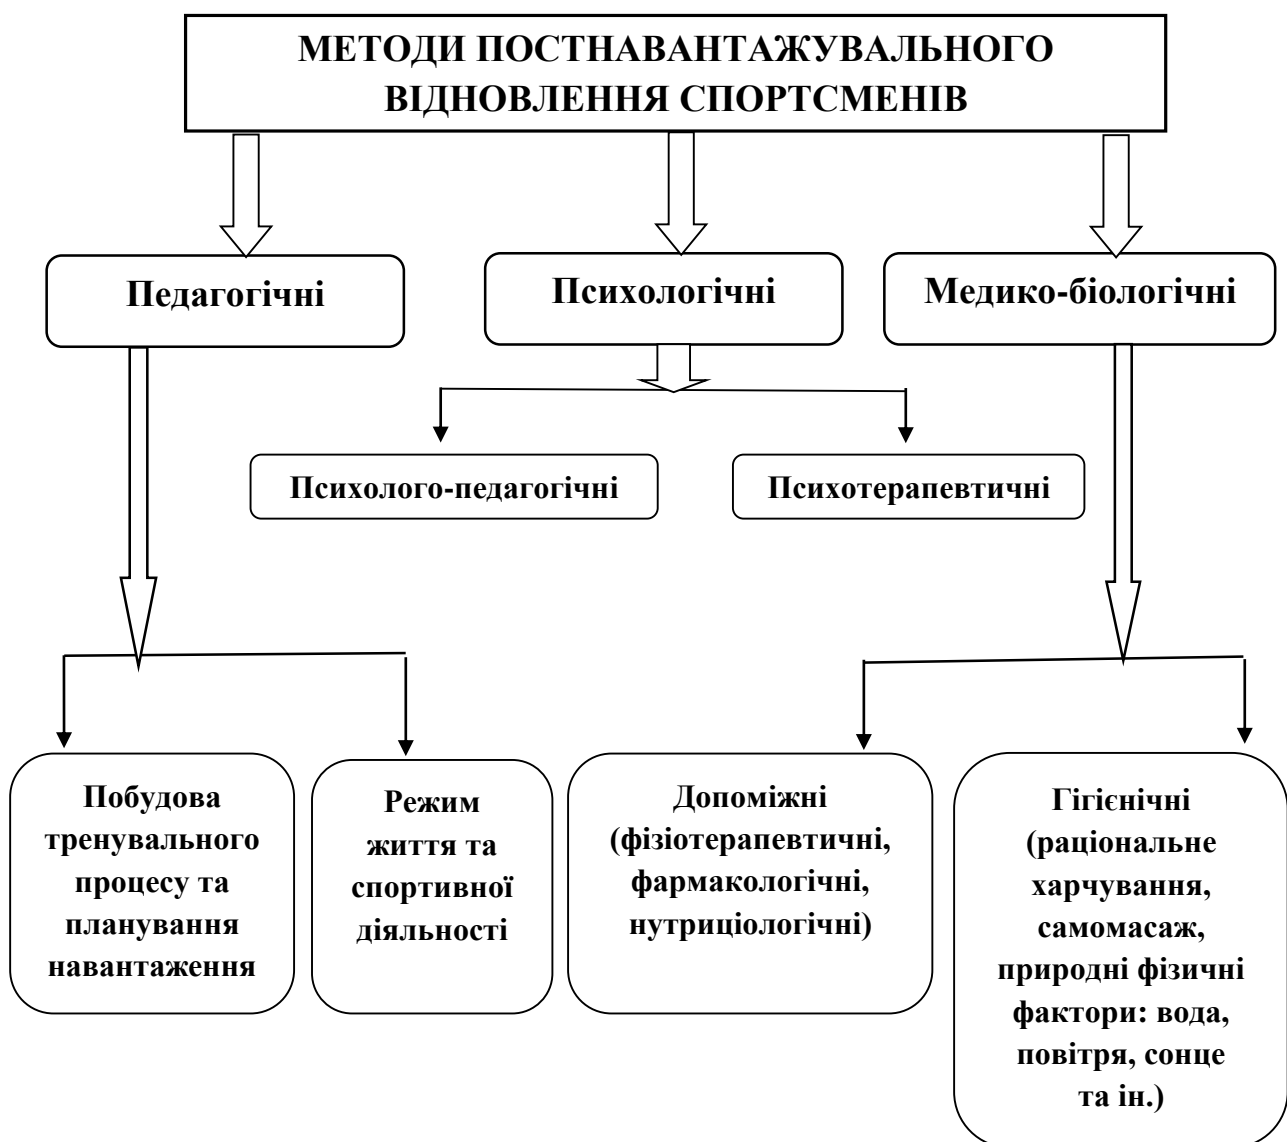 МЕТОДИ ПОСТНАВАНТАЖУВАЛЬНОГО
ВІДНОВЛЕННЯ СПОРТСМЕНІВ
Педагогічні
Психологічні
Медико-біологічні
Психолого-педагогічні
Психотерапевтичні
Побудова
тренувального
процесу та
планування
навантаження
Режим
життя та
спортивної
діяльності
Допоміжні
(фізіотерапевтичні,
фармакологічні,
нутриціологічні)
Гігієнічні
(раціональне
харчування,
самомасаж,
природні фізичні
фактори: вода,
повітря, сонце
та ін.)